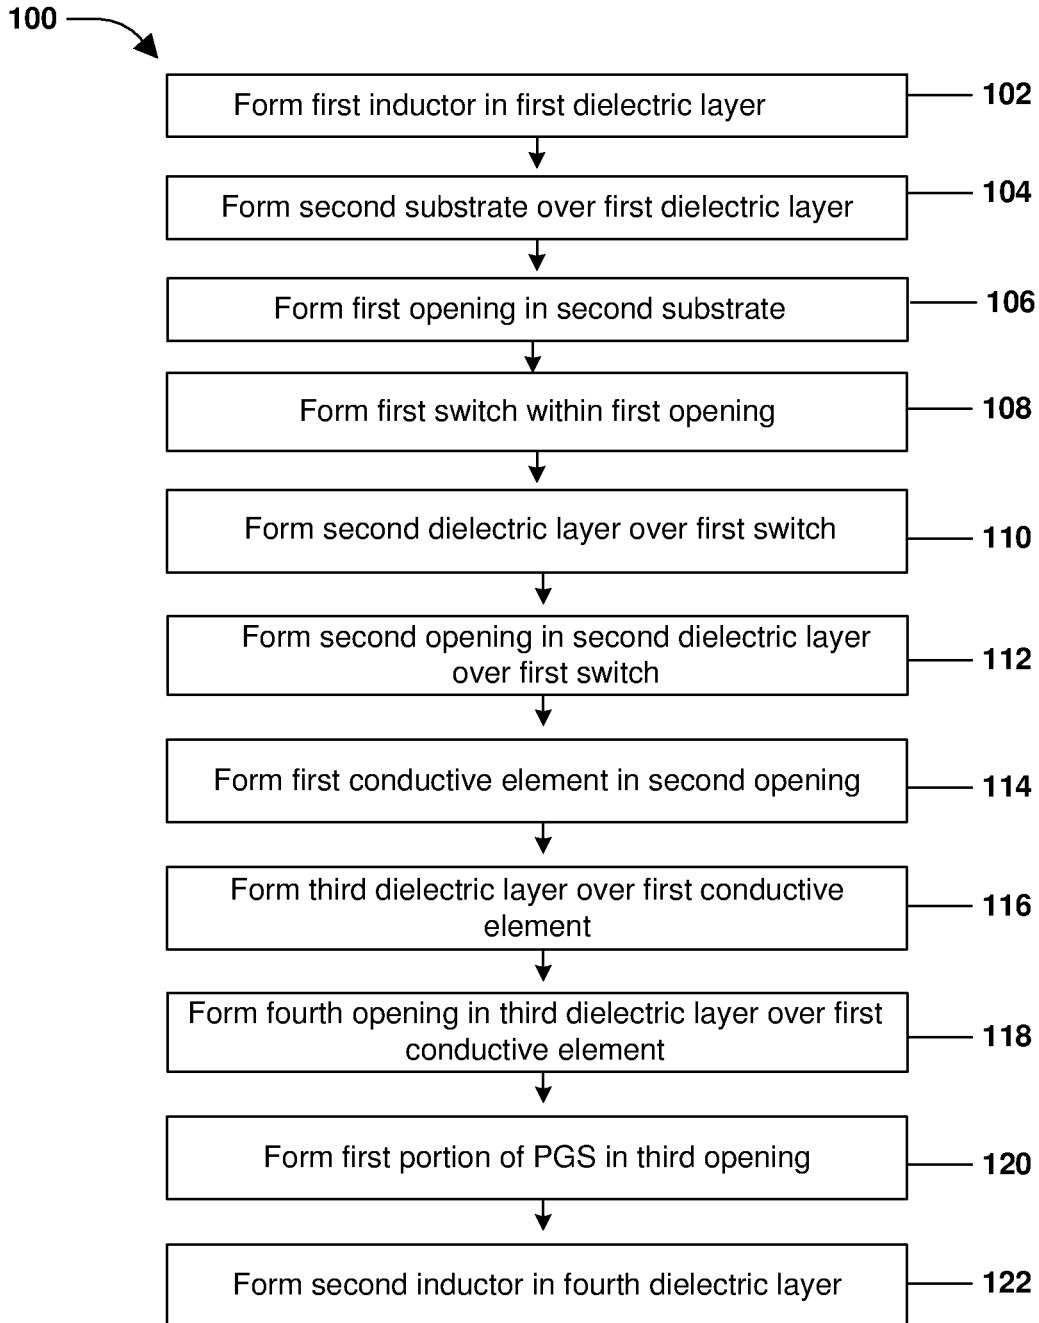 100
Form first inductor in first dielectric layer
102
Form second substrate over first dielectric layer
104
Form first opening in second substrate
106
Form first switch within first opening
108
Form second dielectric layer over first switch
110
Form second opening in second dielectric layer
over first switch
112
Form first conductive element in second opening
114
Form third dielectric layer over first conductive
element
116
Form fourth opening in third dielectric layer over first
conductive element
118
Form first portion of PGS in third opening
120
Form second inductor in fourth dielectric layer
122